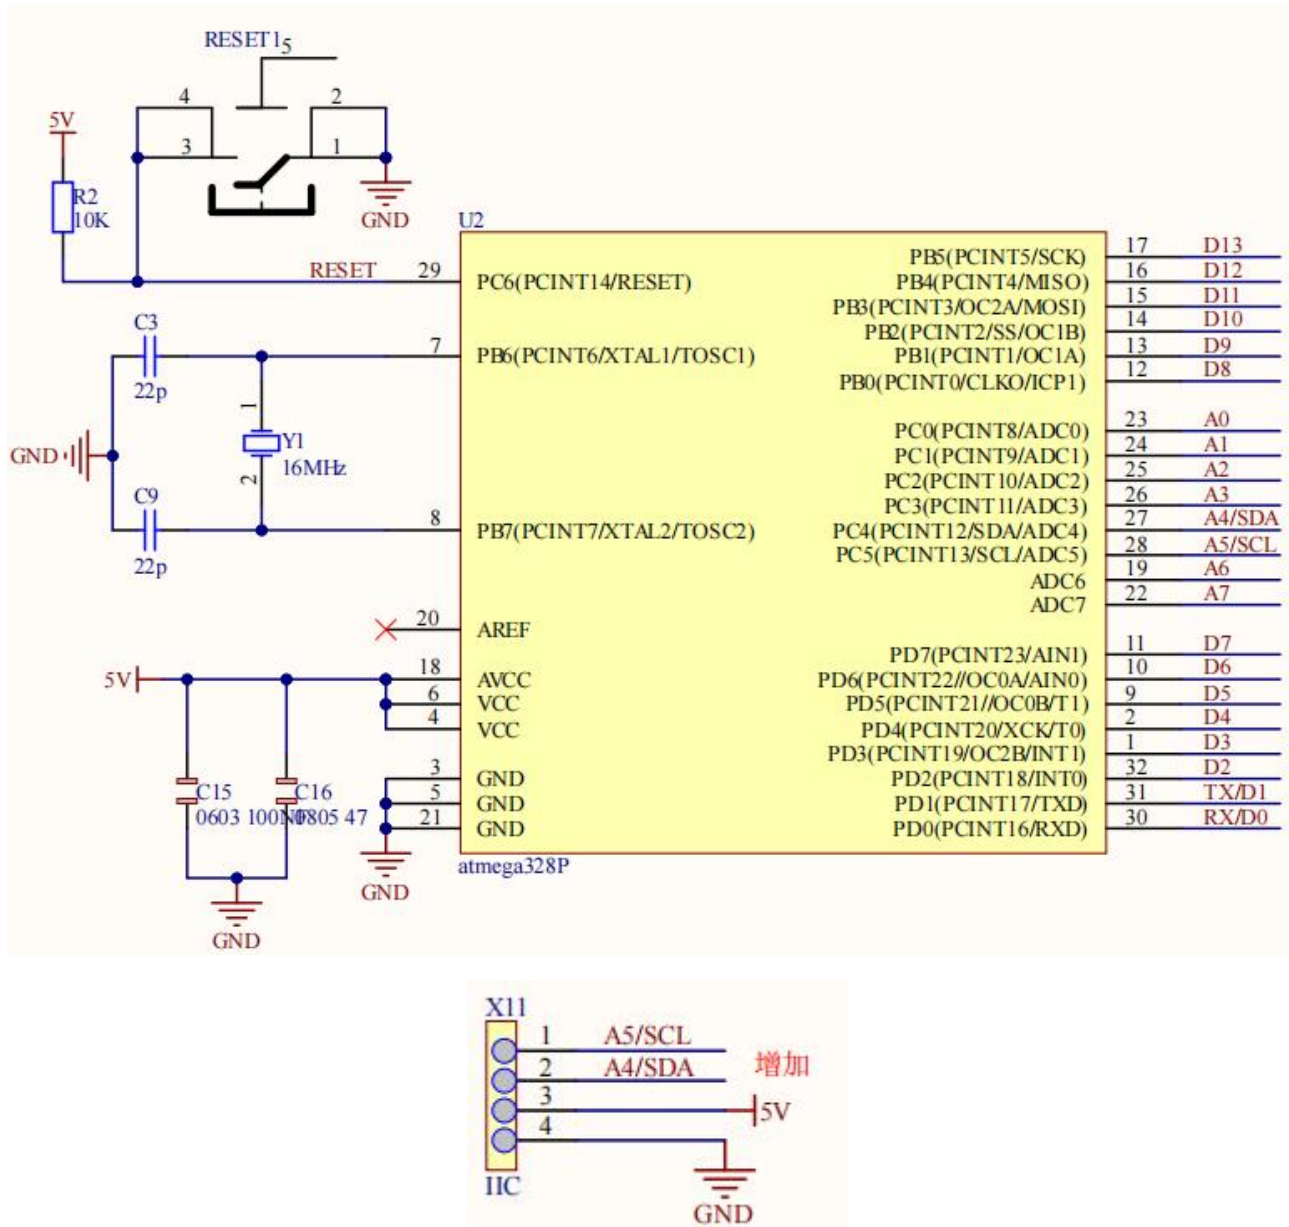 RESET1
5
4
2
5V
3
1
R2
10K
GND
U2
RESET
29
PC6(PCINT14/RESET)
PB5(PCINT5/SCK)
17
D13
PB4(PCINT4/MISO)
16
D12
PB3(PCINT3/OC2A/MOSI)
15
D11
PB2(PCINT2/SS/OC1B)
14
D10
PB1(PCINT1/OC1A)
13
D9
PB0(PCINT0/CLKO/ICP1)
12
D8
C3
22p
7
PB6(PCINT6/XTAL1/TOSC1)
1
Y1
16MHz
2
GND
C9
22p
8
PB7(PCINT7/XTAL2/TOSC2)
PC0(PCINT8/ADC0)
23
A0
PC1(PCINT9/ADC1)
24
A1
PC2(PCINT10/ADC2)
25
A2
PC3(PCINT11/ADC3)
26
A3
PC4(PCINT12/SDA/ADC4)
27
A4/SDA
PC5(PCINT13/SCL/ADC5)
28
A5/SCL
ADC6
19
A6
ADC7
22
A7
20
AREF
5V
18
AVCC
6
VCC
4
VCC
3
GND
5
GND
21
GND
C15
0603 100NF
C16
0805 47
GND
GND
PD7(PCINT23/AIN1)
11
D7
PD6(PCINT22//OC0A/AIN0)
10
D6
PD5(PCINT21//OC0B/T1)
9
D5
PD4(PCINT20/XCK/T0)
2
D4
PD3(PCINT19/OC2B/INT1)
1
D3
PD2(PCINT18/INT0)
32
D2
PD1(PCINT17/TXD)
31
TX/D1
PD0(PCINT16/RXD)
30
RX/D0
atmega328P
X11
1
A5/SCL
2
A4/SDA
增加
3
5V
4
IIC
GND